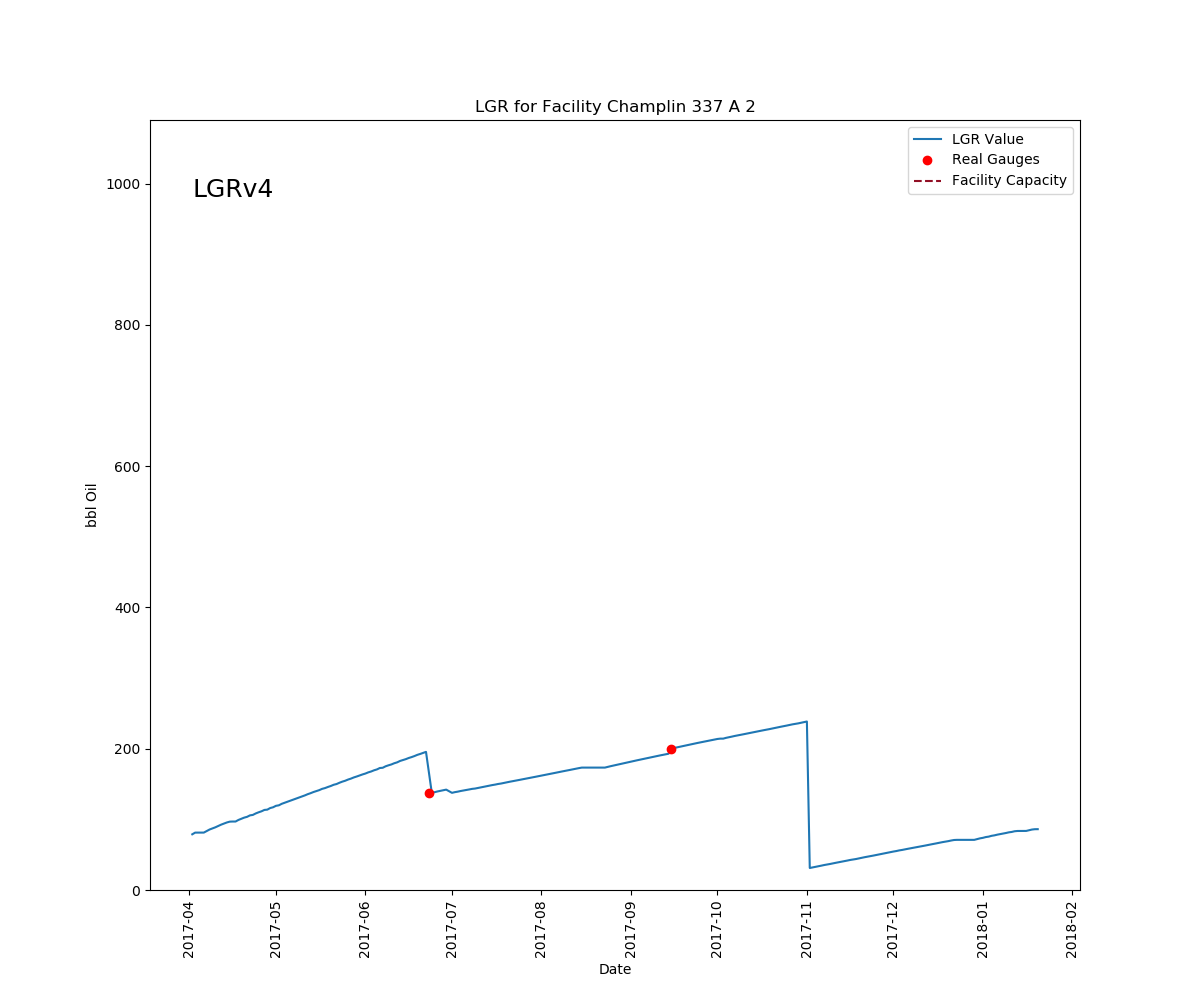 LGR for Facility Champlin 337 A 2
LGRv4
LGR Value
Real Gauges
Facility Capacity
bbl Oil
1000
800
600
400
200
0
2017-04
2017-05
2017-06
2017-07
2017-08
2017-09
2017-10
2017-11
2017-12
2018-01
2018-02
Date